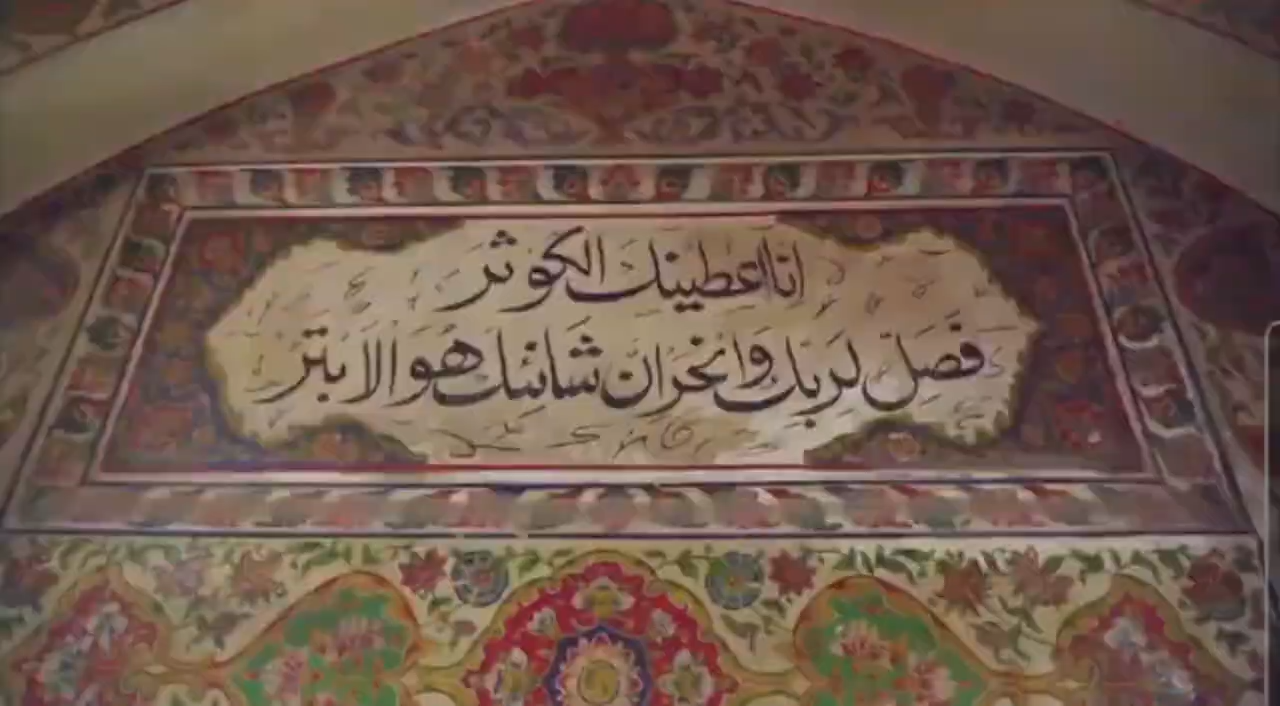 انا اعطينك الكوثر
فصل لربك وانحر ان شانئك هو الابتر